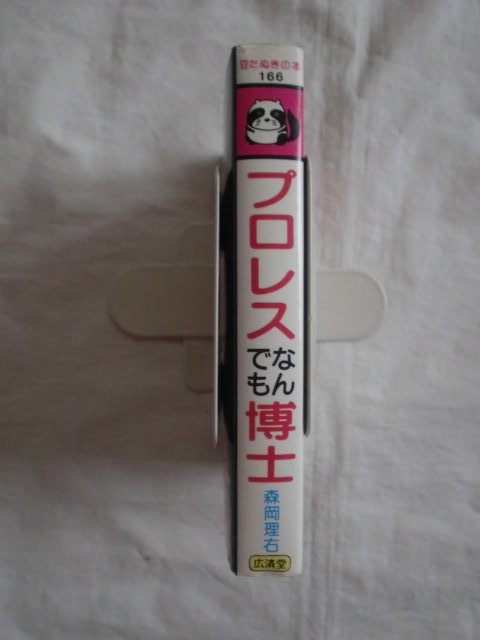 豆たぬきの本
166
プロレス
なん
でも
博士
森岡理右
広済堂